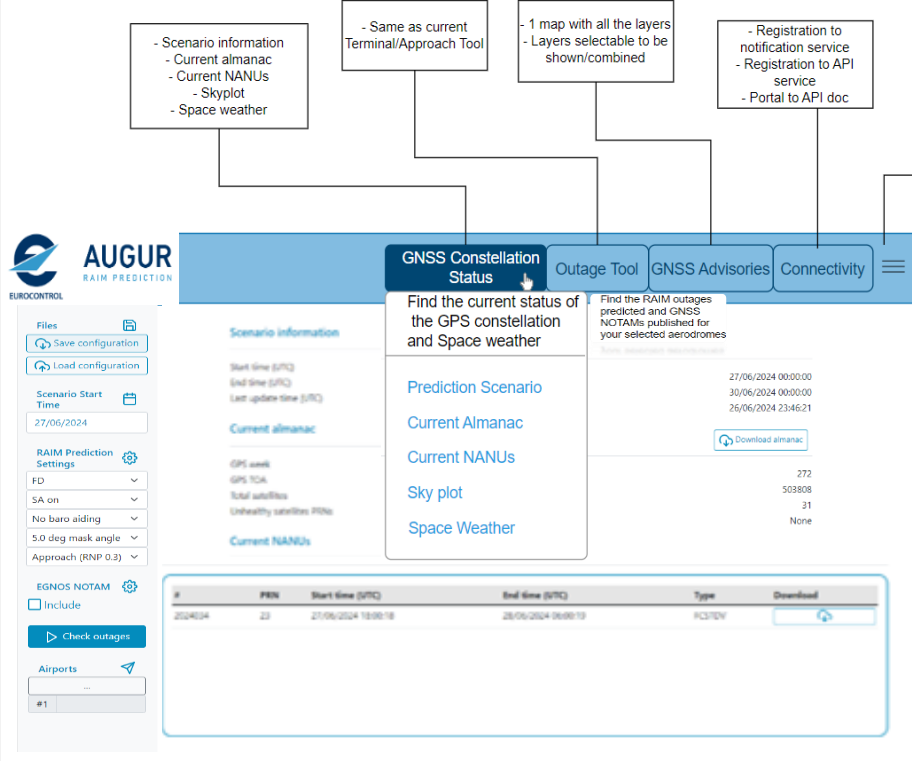 - Scenario information
- Current almanac
- Current NANUs
- Skyplot
- Space weather
- Same as current
Terminal/Approach Tool
- 1 map with all the layers
- Layers selectable to be
shown/combined
- Registration to
notification service
- Registration to API
service
- Portal to API doc
EUROCONTROL
AUGUR
RAIM PREDICTION
GNSS Constellation
Status
Outage Tool
GNSS Advisories
Connectivity
Find the current status of
the GPS constellation
and Space weather
Prediction Scenario
Current Almanac
Current NANUs
Sky plot
Space Weather
Find the RAIM outages
predicted and GNSS
NOTAMs published for
your selected aerodromes
Files
Save configuration
Load configuration
Scenario Start
Time
27/06/2024
RAIM Prediction
Settings
FD
SA on
No baro aiding
5.0 deg mask angle
Approach (RNP 0.3)
EGNOS NOTAM
Include
Check outages
Airports
...
#1
Scenario information
Start time (UTC) 27/06/2024 00:00:00
End time (UTC) 30/06/2024 00:00:00
Last update time (UTC) 26/06/2024 23:46:21
Current almanac
Download almanac
GPS week 272
GPS TOA 503808
Total satellites 31
Unhealthy satellites PRNs None
Current NANUs
# PRN Start time (UTC) End time (UTC) Type Download
2024034 23 27/06/2024 18:00:18 28/06/2024 06:00:19 FCSTDV